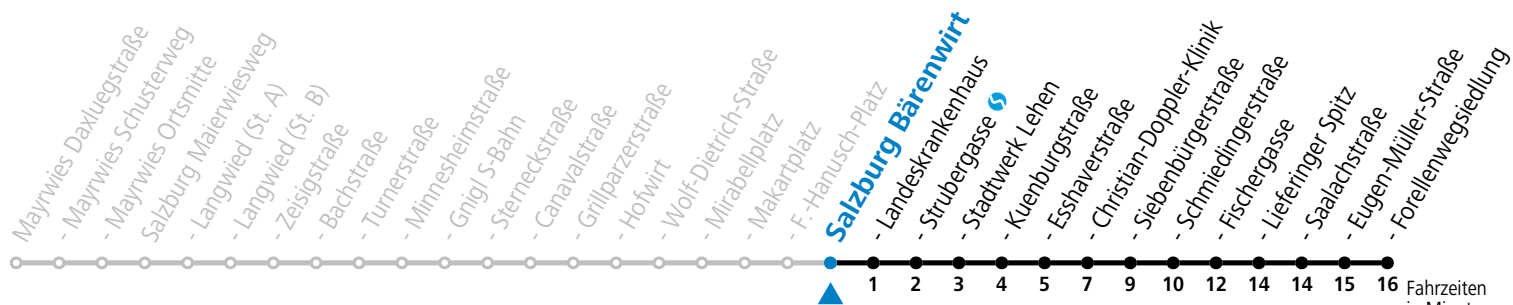 Mayrwies Daxluegstraße
- Mayrwies Schusterweg
- Mayrwies Ortsmitte
Salzburg Maierwiesweg
- Langwied (St. A)
- Langwied (St. B)
- Zeisigstraße
- Bachstraße
- Turnerstraße
- Minnesheimstraße
- Gnigl S-Bahn
- Sterneckstraße
- Canavalstraße
- Grillparzerstraße
- Hofwirt
- Wolf-Dietrich-Straße
- Mirabellplatz
- Makartplatz
- F.-Hanusch-Platz
Salzburg Bärenwirt
- Landeskrankenhaus
- Strubergasse
- Stadtwerk Lehen
- Kuenburgstraße
- Esshaverstraße
- Christian-Doppler-Klinik
- Siebenbürgerstraße
- Schmiedingerstraße
- Fischergasse
- Lieferinger Spitz
- Saalachstraße
- Eugen-Müller-Straße
- Forellenwegsiedlung
1 2 3 4 5 7 9 10 12 14 14 15 16 Fahrzeiten